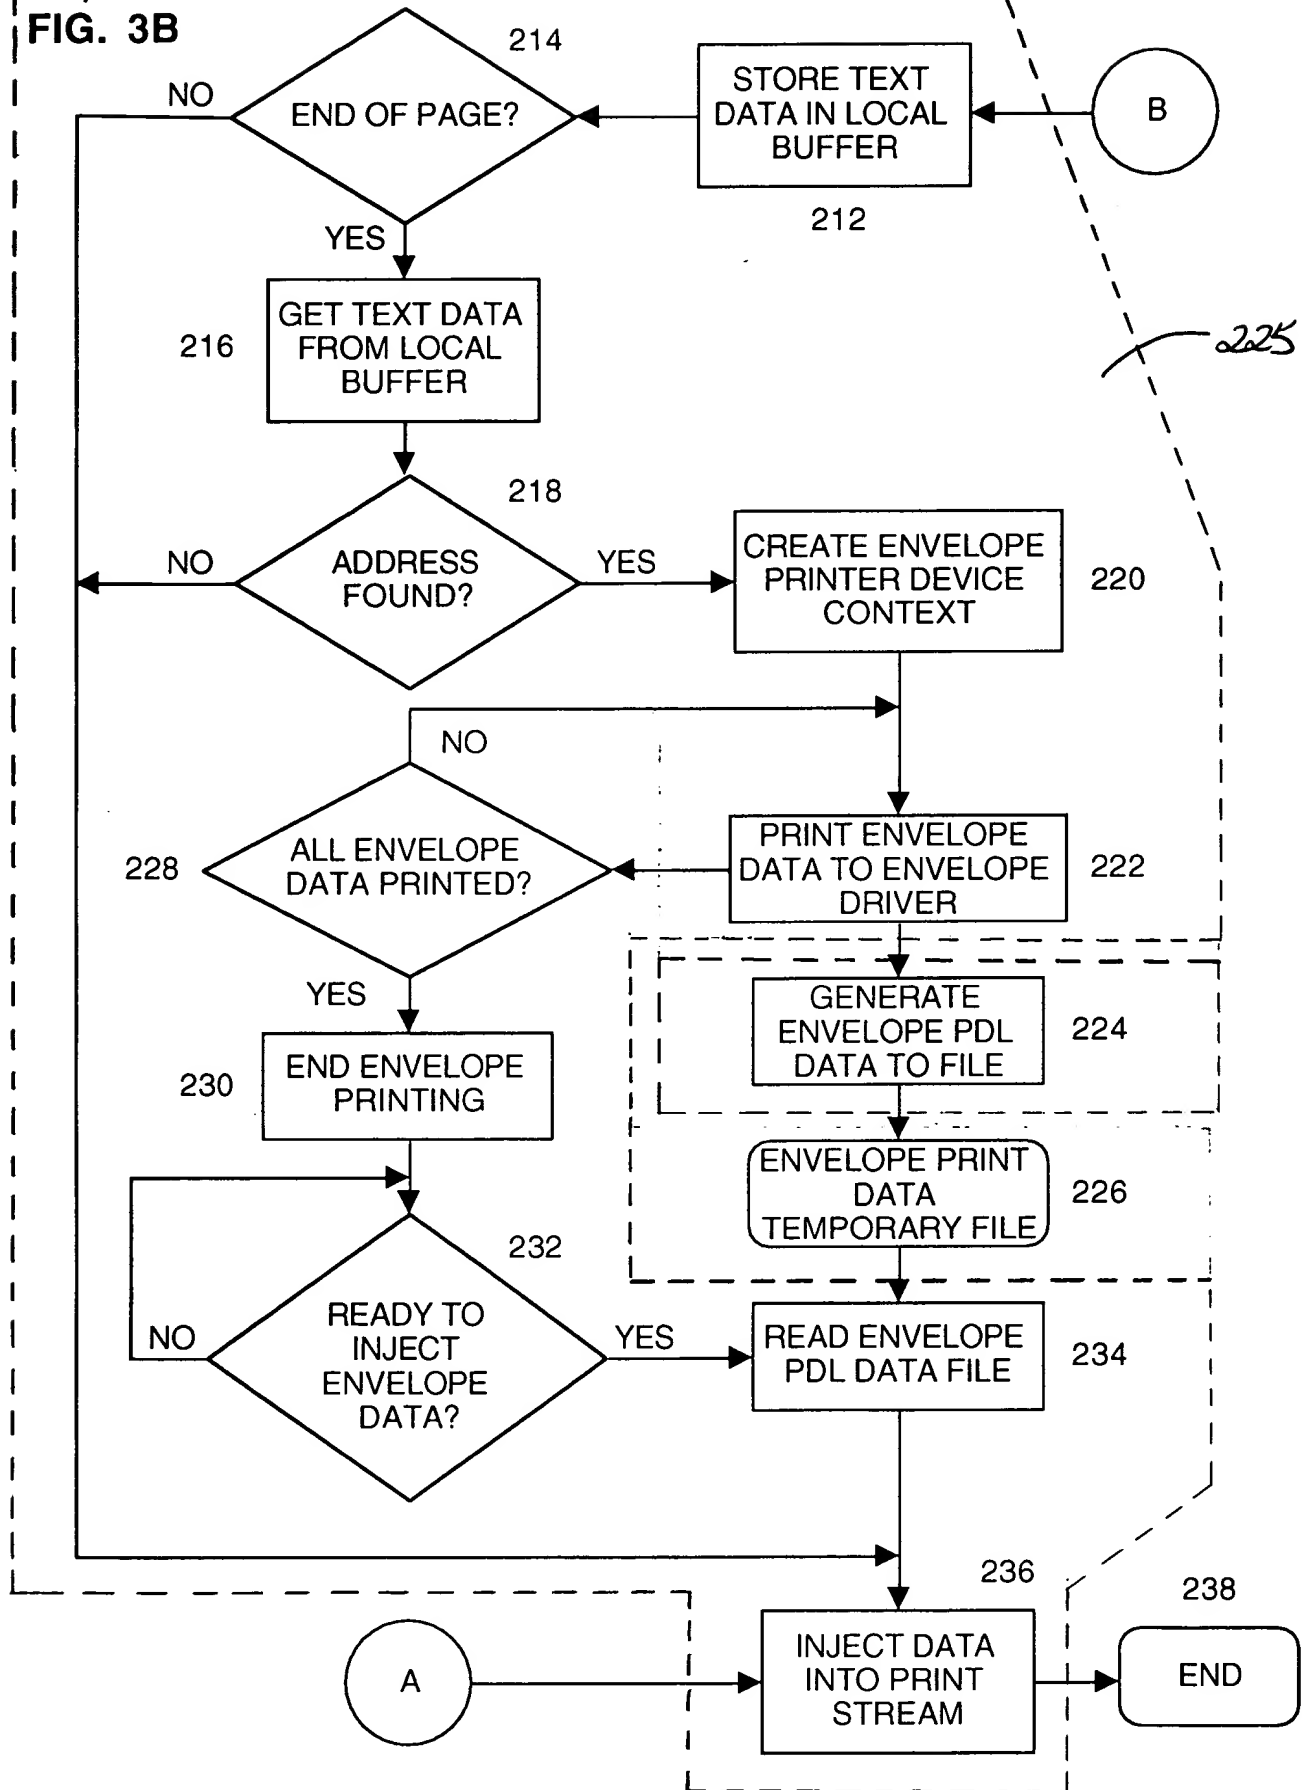 FIG. 3B
214
NO
END OF PAGE?
STORE TEXT
DATA IN LOCAL
BUFFER
B
212
YES
GET TEXT DATA
FROM LOCAL
BUFFER
216
225
218
NO
ADDRESS
FOUND?
YES
CREATE ENVELOPE
PRINTER DEVICE
CONTEXT
220
NO
228
ALL ENVELOPE
DATA PRINTED?
PRINT ENVELOPE
DATA TO ENVELOPE
DRIVER
222
YES
GENERATE
ENVELOPE PDL
DATA TO FILE
224
230
END ENVELOPE
PRINTING
ENVELOPE PRINT
DATA
TEMPORARY FILE
226
232
NO
READY TO
INJECT
ENVELOPE
DATA?
YES
READ ENVELOPE
PDL DATA FILE
234
236
238
A
INJECT DATA
INTO PRINT
STREAM
END